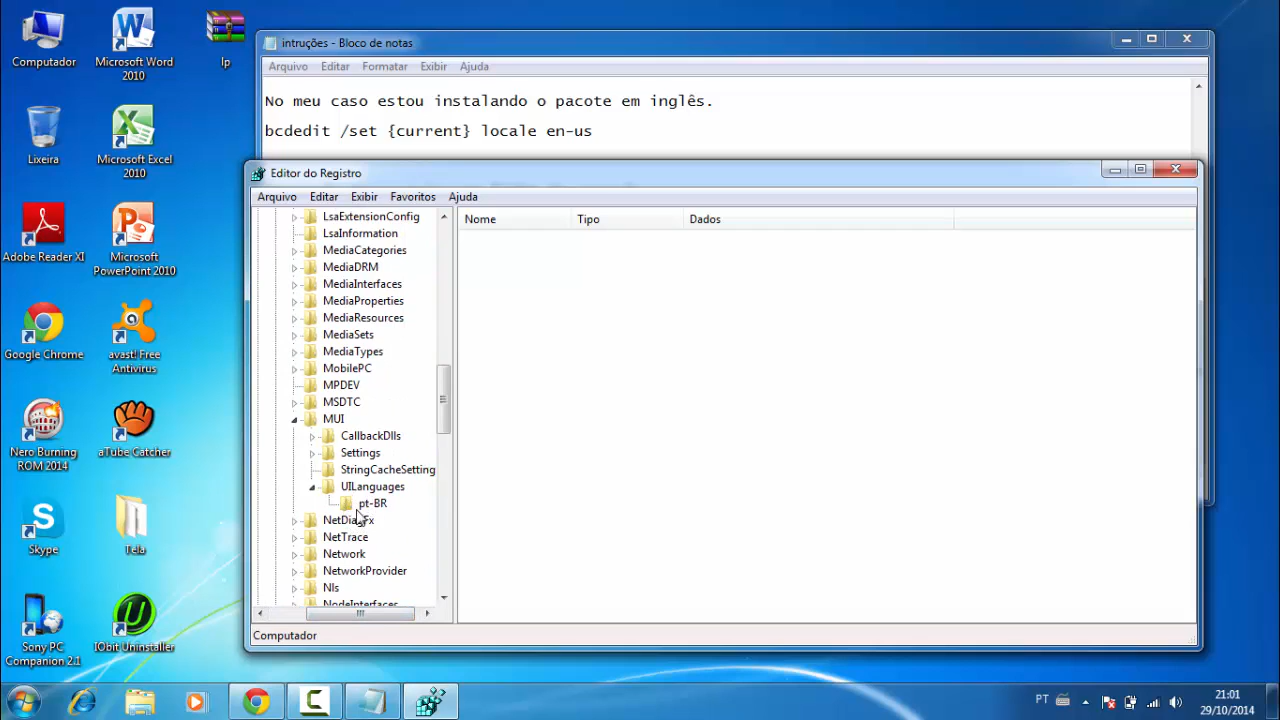 Computador
Microsoft Word
2010
Ip
Lixeira
Microsoft Excel
2010
Adobe Reader XI
Microsoft
PowerPoint 2010
Google Chrome
avast! Free
Antivirus
Nero Burning
ROM 2014
aTube Catcher
Skype
Tela
Sony PC
Companion 2.1
IObit Uninstaller
intruções - Bloco de notas
Arquivo Editar Formatar Exibir Ajuda
No meu caso estou instalando o pacote em inglês.
bcdedit /set {current} locale en-us
Editor do Registro
Arquivo Editar Exibir Favoritos Ajuda
Nome Tipo Dados
LsaExtensionConfig
LsaInformation
MediaCategories
MediaDRM
MediaInterfaces
MediaProperties
MediaResources
MediaSets
MediaTypes
MobilePC
MPDEV
MSDTC
MUI
CallbackDlls
Settings
StringCacheSetting
UILanguages
pt-BR
NetTrace
Network
NetworkProvider
Nls
NodeInterfaces
Computador
PT
21:01
29/10/2014